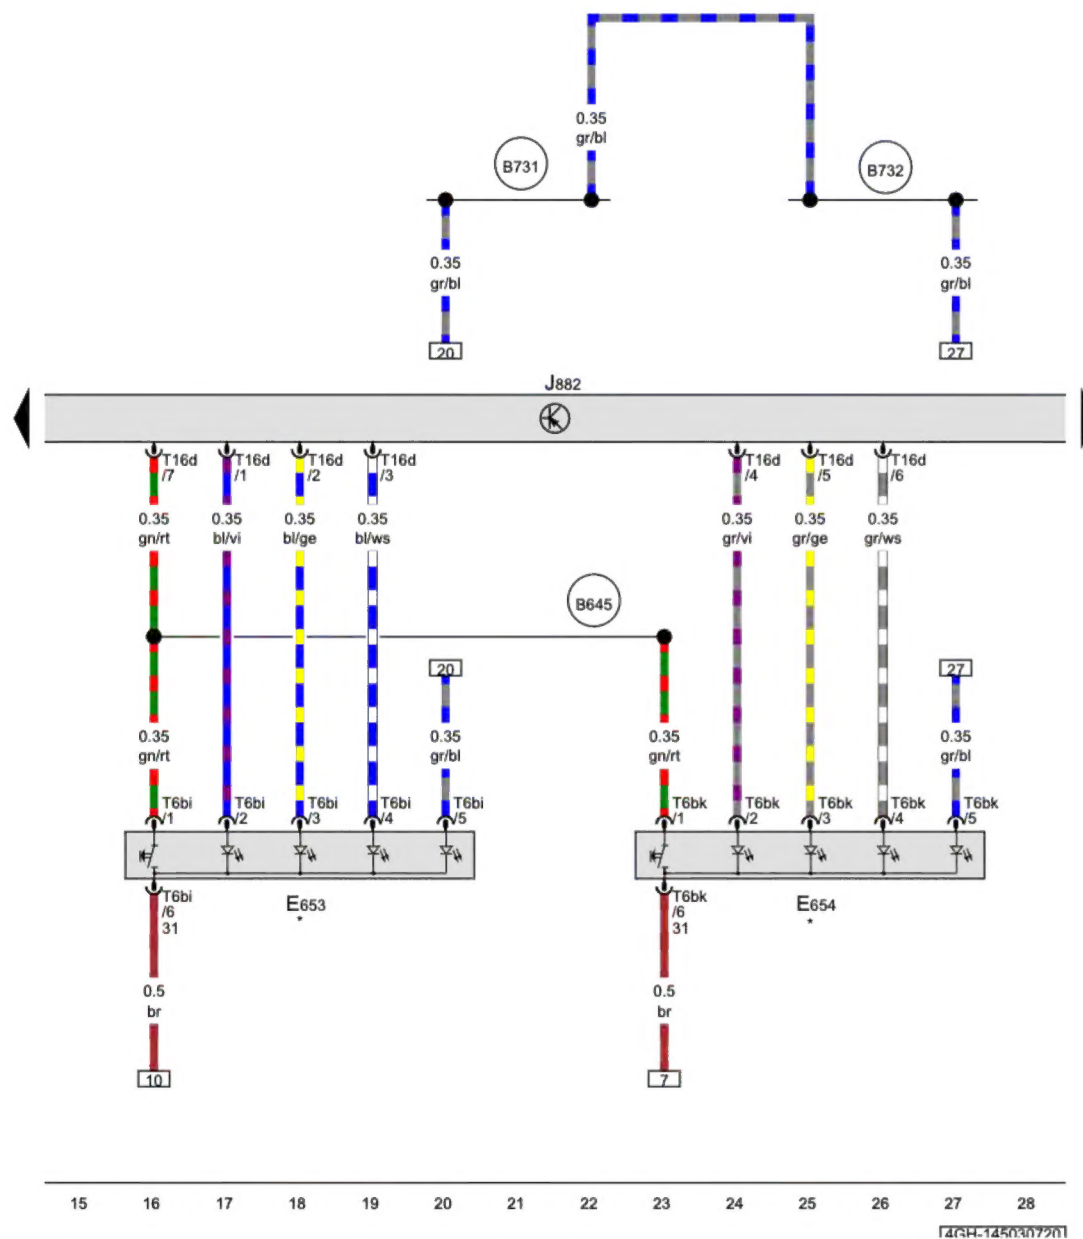 0.35
gr/bl
B731
B732
0.35
gr/bl
0.35
gr/bl
20
27
J882
T16d
/7
T16d
/1
T16d
/2
T16d
/3
T16d
/4
T16d
/5
T16d
/6
0.35
gn/rt
0.35
bl/vi
0.35
bl/ge
0.35
bl/ws
0.35
gr/vi
0.35
gr/ge
0.35
gr/ws
B645
20
27
0.35
gn/rt
0.35
gr/bl
0.35
gn/rt
0.35
gr/bl
T6bi
/1
T6bi
/2
T6bi
/3
T6bi
/4
T6bi
/5
T6bk
/1
T6bk
/2
T6bk
/3
T6bk
/4
T6bk
/5
T6bi
/6
31
E653
*
T6bk
/6
31
E654
*
0.5
br
0.5
br
10
7
15 16 17 18 19 20 21 22 23 24 25 26 27 28
4GH-145030720